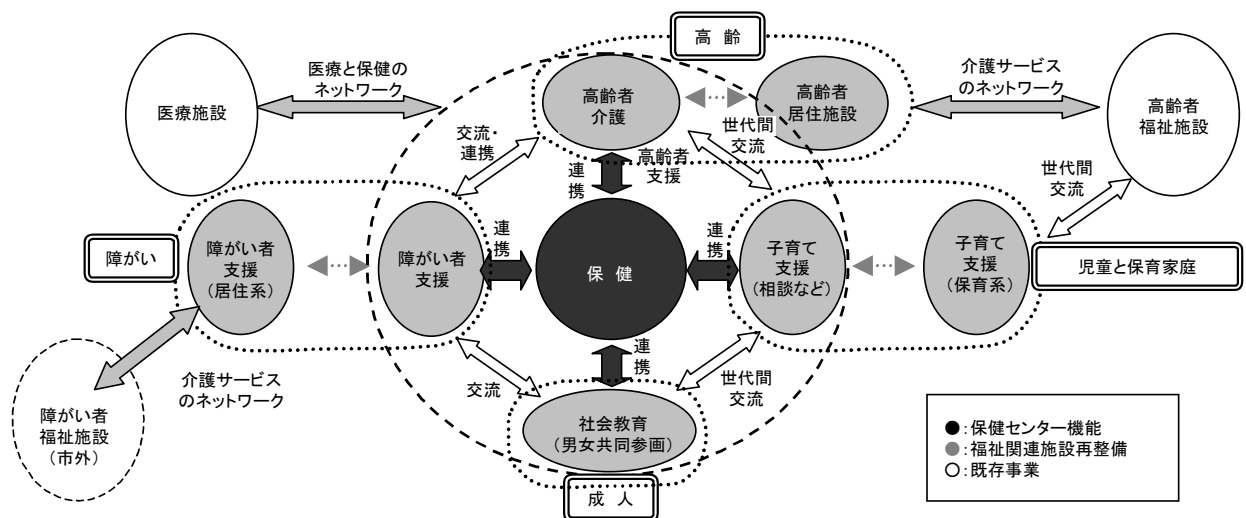 高 齢
医療と保健の
ネットワーク
介護サービス
のネットワーク
医療施設
高齢者
介護
高齢者
居住施設
高齢者
福祉施設
交流・
連携
世代間
交流
高齢者
支援
連携
世代間
交流
障がい
障がい者
支援
(居住系)
障がい者
支援
連携
保 健
連携
子育て
支援
(相談など)
子育て
支援
(保育系)
児童と保育家庭
連携
介護サービス
のネットワーク
交流
世代間
交流
障がい者
福祉施設
(市外)
社会教育
(男女共同参画)
成 人
●:保健センター機能
●:福祉関連施設再整備
○:既存事業